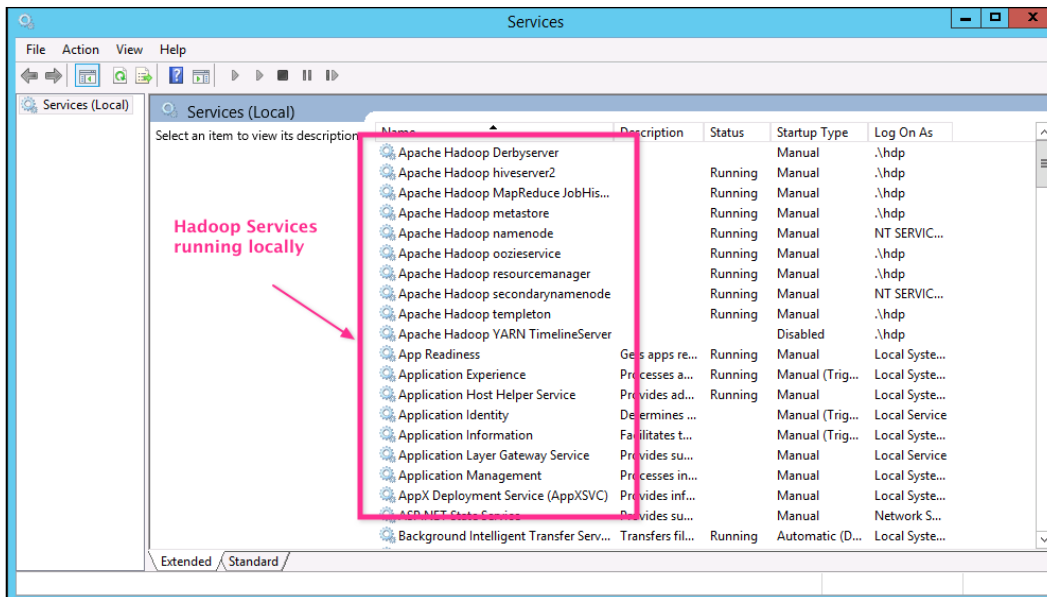 Services
File Action View Help
Services (Local)
Services (Local)
Select an item to view its description
Name Description Status Startup Type Log On As
Apache Hadoop Derbyserver Manual .\hdp
Apache Hadoop hiveserver2 Running Manual .\hdp
Apache Hadoop MapReduce JobHis... Running Manual .\hdp
Apache Hadoop metastore Running Manual .\hdp
Apache Hadoop namenode Running Manual NT SERVIC...
Apache Hadoop oozieservice Running Manual .\hdp
Apache Hadoop resourcemanager Running Manual .\hdp
Apache Hadoop secondarynamenode Running Manual NT SERVIC...
Apache Hadoop templeton Running Manual .\hdp
Apache Hadoop YARN TimelineServer Disabled .\hdp
App Readiness Gets apps re... Running Manual Local Syste...
Application Experience Processes a... Running Manual (Trig... Local Syste...
Application Host Helper Service Provides ad... Running Manual Local Syste...
Application Identity Determines ... Manual (Trig... Local Service
Application Information Facilitates t... Manual (Trig... Local Syste...
Application Layer Gateway Service Provides su... Manual Local Service
Application Management Processes in... Manual Local Syste...
AppX Deployment Service (AppXSVC) Provides inf... Manual Local Syste...
ASP.NET State Service Provides su... Manual Network S...
Background Intelligent Transfer Serv... Transfers fil... Running Automatic (D... Local Syste...
Hadoop Services
running locally
Extended Standard